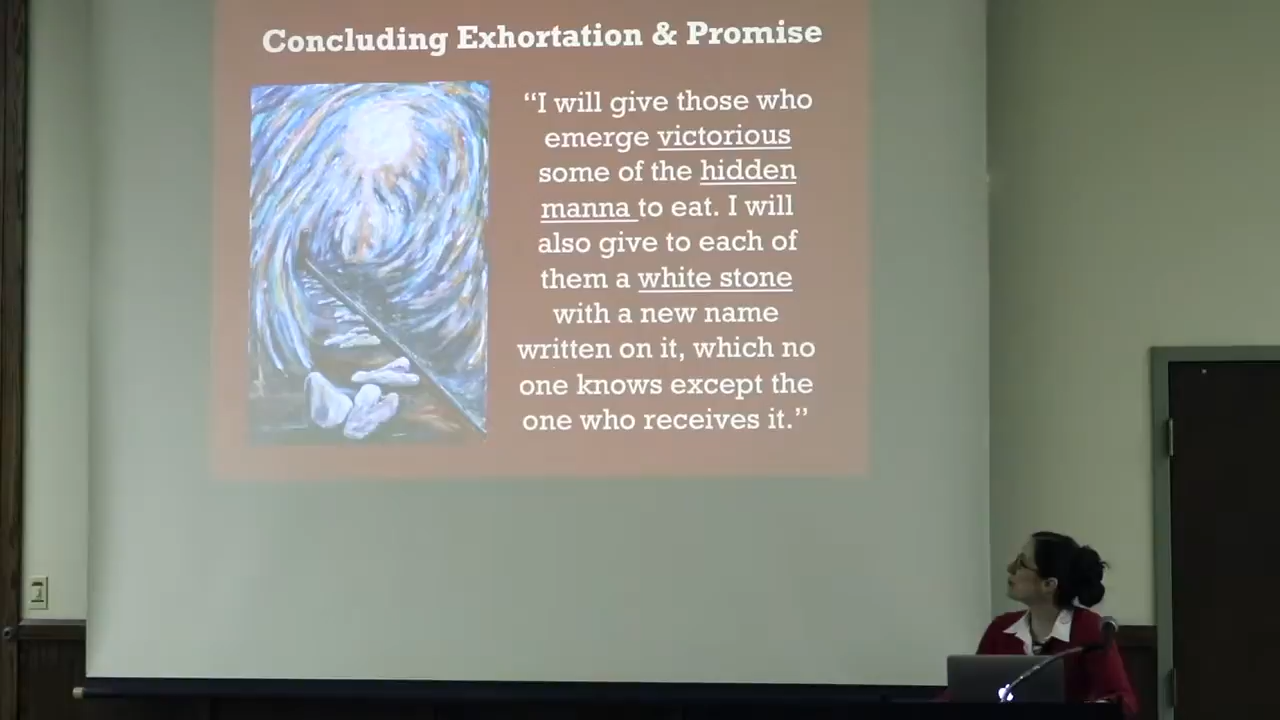 Concluding Exhortation & Promise
“I will give those who
emerge victorious
some of the hidden
manna to eat. I will
also give to each of
them a white stone
with a new name
written on it, which no
one knows except the
one who receives it.”